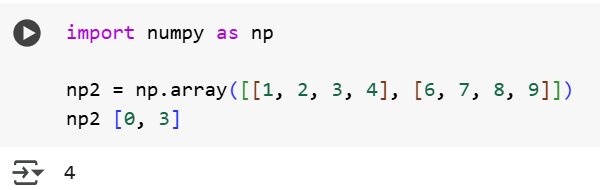 import numpy as np
np2 = np.array([[1, 2, 3, 4], [6, 7, 8, 9]])
np2 [0, 3]
4